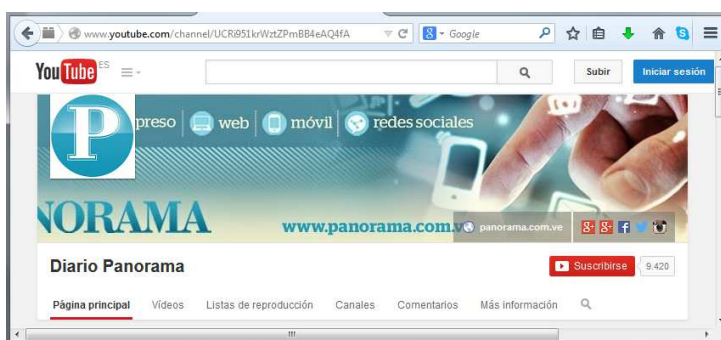 www.youtube.com/channel/UCRi951krWztZPmBB4eAQ4fA 8 Google
You Tube ES Subir Iniciar sesión
P preso | web | móvil | redes sociales
NORAMA www.panorama.com.v panorama.com.ve
Diario Panorama Suscribirse 9.420
Página principal Vídeos Listas de reproducción Canales Comentarios Más información